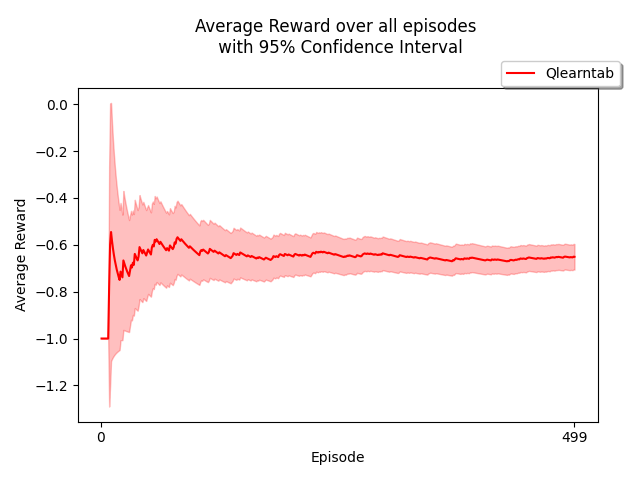 Average Reward over all episodes
with 95% Confidence Interval
Qlearntab
0.0
−0.2
−0.4
−0.6
−0.8
−1.0
−1.2
Average Reward
0
499
Episode